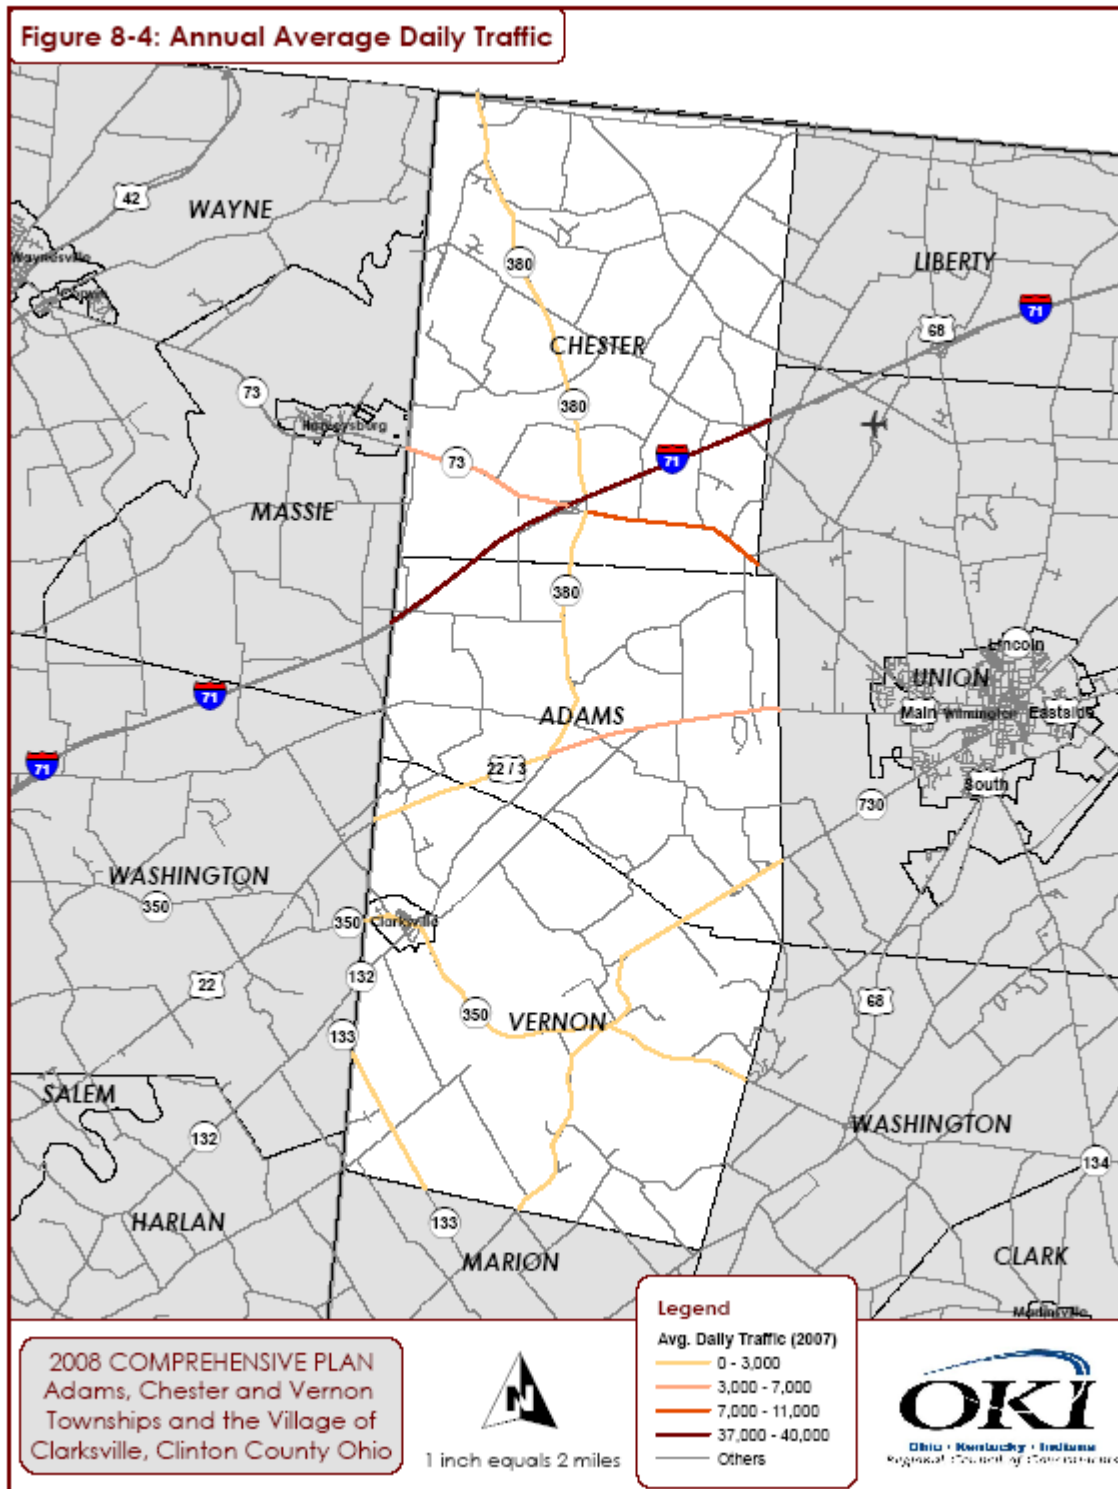 Figure 8-4: Annual Average Daily Traffic
42
WAYNE
Waynesville
380
LIBERTY
71
68
CHESTER
73
380
Harveysburg
73
71
MASSIE
380
Lincoln
UNION
71
ADAMS
Main
Wilmington
Eastside
71
22 / 3
South
730
WASHINGTON
350
350
Clarksville
22
132
68
350
VERNON
133
SALEM
WASHINGTON
132
134
HARLAN
133
MARION
CLARK
Legend
Avg. Daily Traffic (2007)
0 - 3,000
3,000 - 7,000
7,000 - 11,000
37,000 - 40,000
Others
2008 COMPREHENSIVE PLAN
Adams, Chester and Vernon
Townships and the Village of
Clarksville, Clinton County Ohio
N
1 inch equals 2 miles
OKI
Ohio • Kentucky • Indiana
Regional Council of Governments